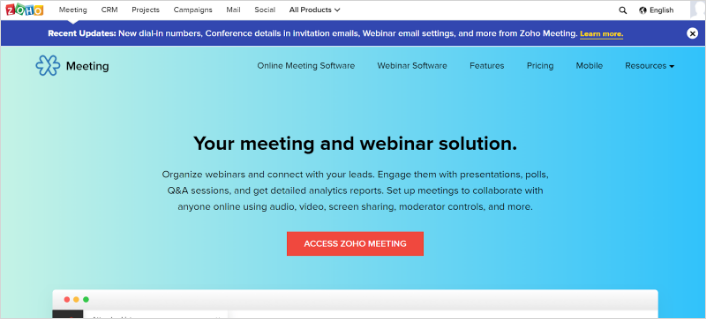 ZOHO Meeting CRM Projects Campaigns Mail Social All Products English
Recent Updates: New dial-in numbers, Conference details in invitation emails, Webinar email settings, and more from Zoho Meeting. Learn more.
Meeting Online Meeting Software Webinar Software Features Pricing Mobile Resources
Your meeting and webinar solution.
Organize webinars and connect with your leads. Engage them with presentations, polls,
Q&A sessions, and get detailed analytics reports. Set up meetings to collaborate with
anyone online using audio, video, screen sharing, moderator controls, and more.
ACCESS ZOHO MEETING